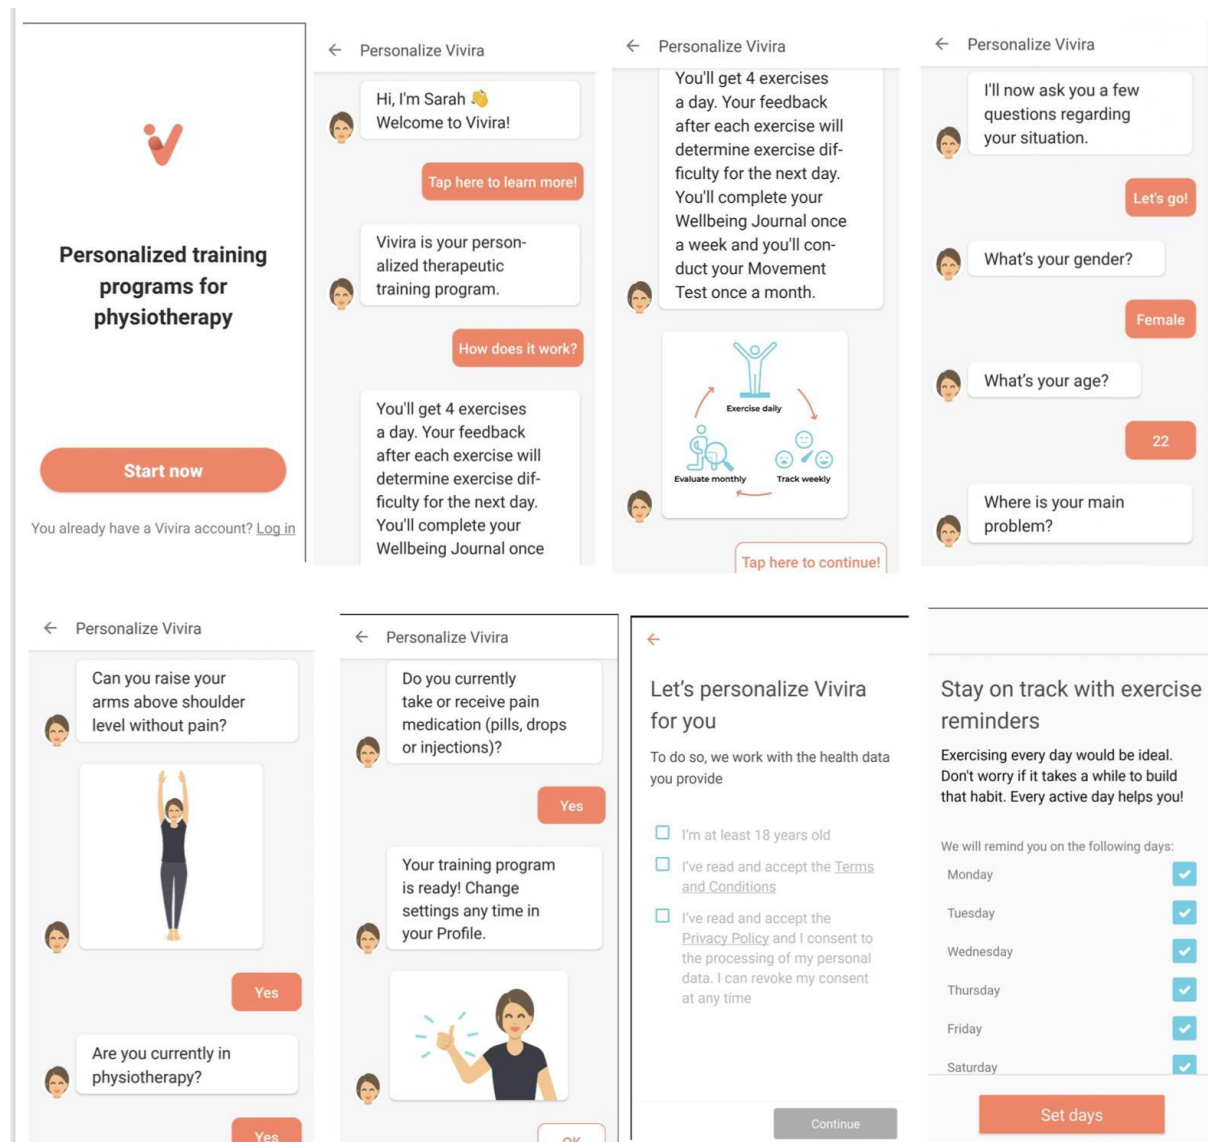 Personalized training
programs for
physiotherapy
Start now
You already have a Vivira account? Log in
Personalize Vivira
Hi, I'm Sarah 👋
Welcome to Vivira!
Tap here to learn more!
Vivira is your person-
alized therapeutic
training program.
How does it work?
You'll get 4 exercises
a day. Your feedback
after each exercise will
determine exercise dif-
ficulty for the next day.
You'll complete your
Wellbeing Journal once
Personalize Vivira
You'll get 4 exercises
a day. Your feedback
after each exercise will
determine exercise dif-
ficulty for the next day.
You'll complete your
Wellbeing Journal once
a week and you'll con-
duct your Movement
Test once a month.
Exercise daily
Evaluate monthly
Track weekly
Tap here to continue!
Personalize Vivira
I'll now ask you a few
questions regarding
your situation.
Let's go!
What's your gender?
Female
What's your age?
22
Where is your main
problem?
Personalize Vivira
Can you raise your
arms above shoulder
level without pain?
Yes
Are you currently in
physiotherapy?
Yes
Personalize Vivira
Do you currently
take or receive pain
medication (pills, drops
or injections)?
Yes
Your training program
is ready! Change
settings any time in
your Profile.
OK
Let's personalize Vivira
for you
To do so, we work with the health data
you provide
I'm at least 18 years old
I've read and accept the Terms
and Conditions
I've read and accept the
Privacy Policy and I consent to
the processing of my personal
data. I can revoke my consent
at any time
Continue
Stay on track with exercise
reminders
Exercising every day would be ideal.
Don't worry if it takes a while to build
that habit. Every active day helps you!
We will remind you on the following days:
Monday
Tuesday
Wednesday
Thursday
Friday
Saturday
Set days